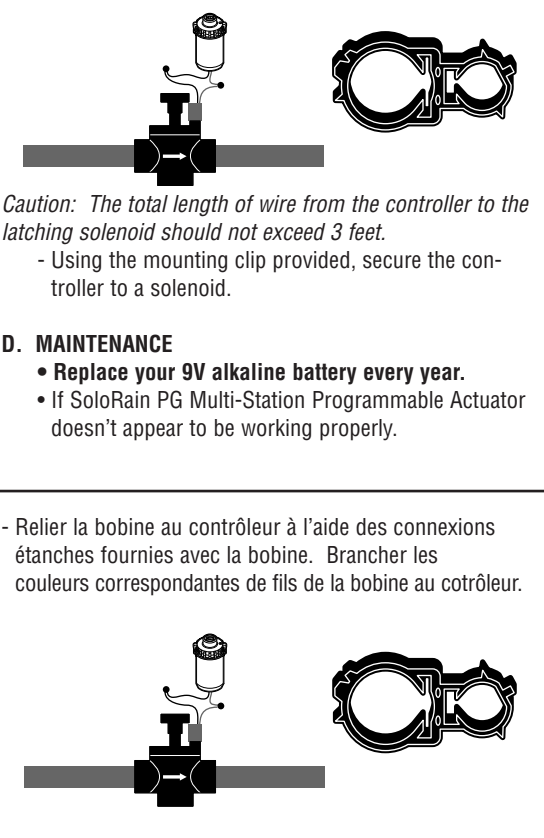 Caution: The total length of wire from the controller to the
latching solenoid should not exceed 3 feet.
- Using the mounting clip provided, secure the con-
troller to a solenoid.
D. MAINTENANCE
• Replace your 9V alkaline battery every year.
• If SoloRain PG Multi-Station Programmable Actuator
doesn’t appear to be working properly.
- Relier la bobine au contrôleur à l’aide des connexions
étanches fournies avec la bobine. Brancher les
couleurs correspondantes de fils de la bobine au cotrôleur.